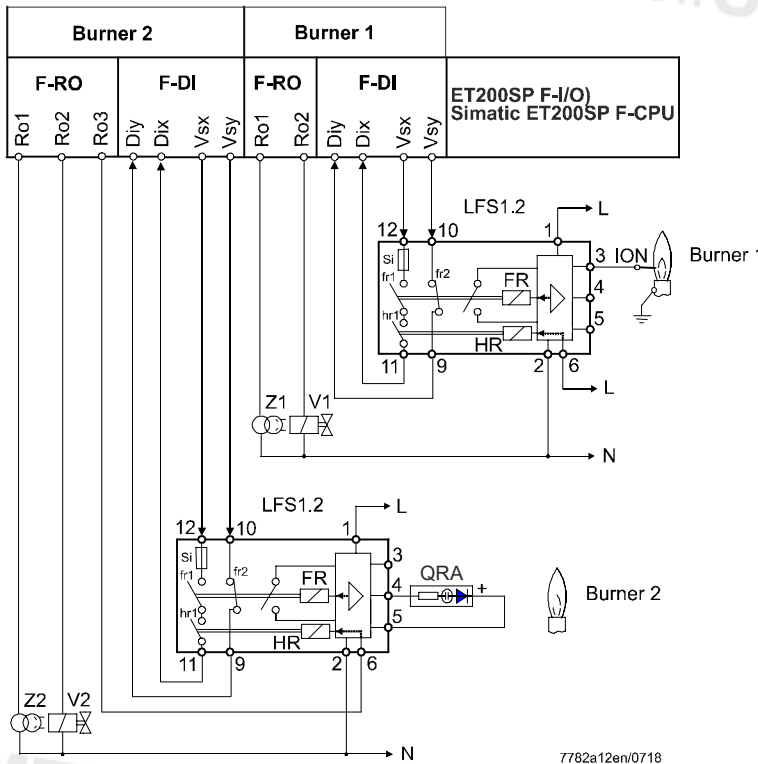 Burner 2 Burner 1
F-RO F-DI F-RO F-DI
ET200SP F-I/O)
Simatic ET200SP F-CPU
Ro1 Ro2 Ro3 Diy Dix Vsx Vsy Ro1 Ro2 Diy Dix Vsx Vsy
LFS1.2
L
12 10 1
Si
3 ION
Burner 1
fr1 fr2
FR
4
hr1
5
HR
11 9 2 6
L
Z1 V1
N
LFS1.2
L
12 10 1
Si
3
fr1 fr2
FR
4 QRA +
Burner 2
hr1
5
HR
11 9 2 6
Z2 V2
N
7782a12en/0718